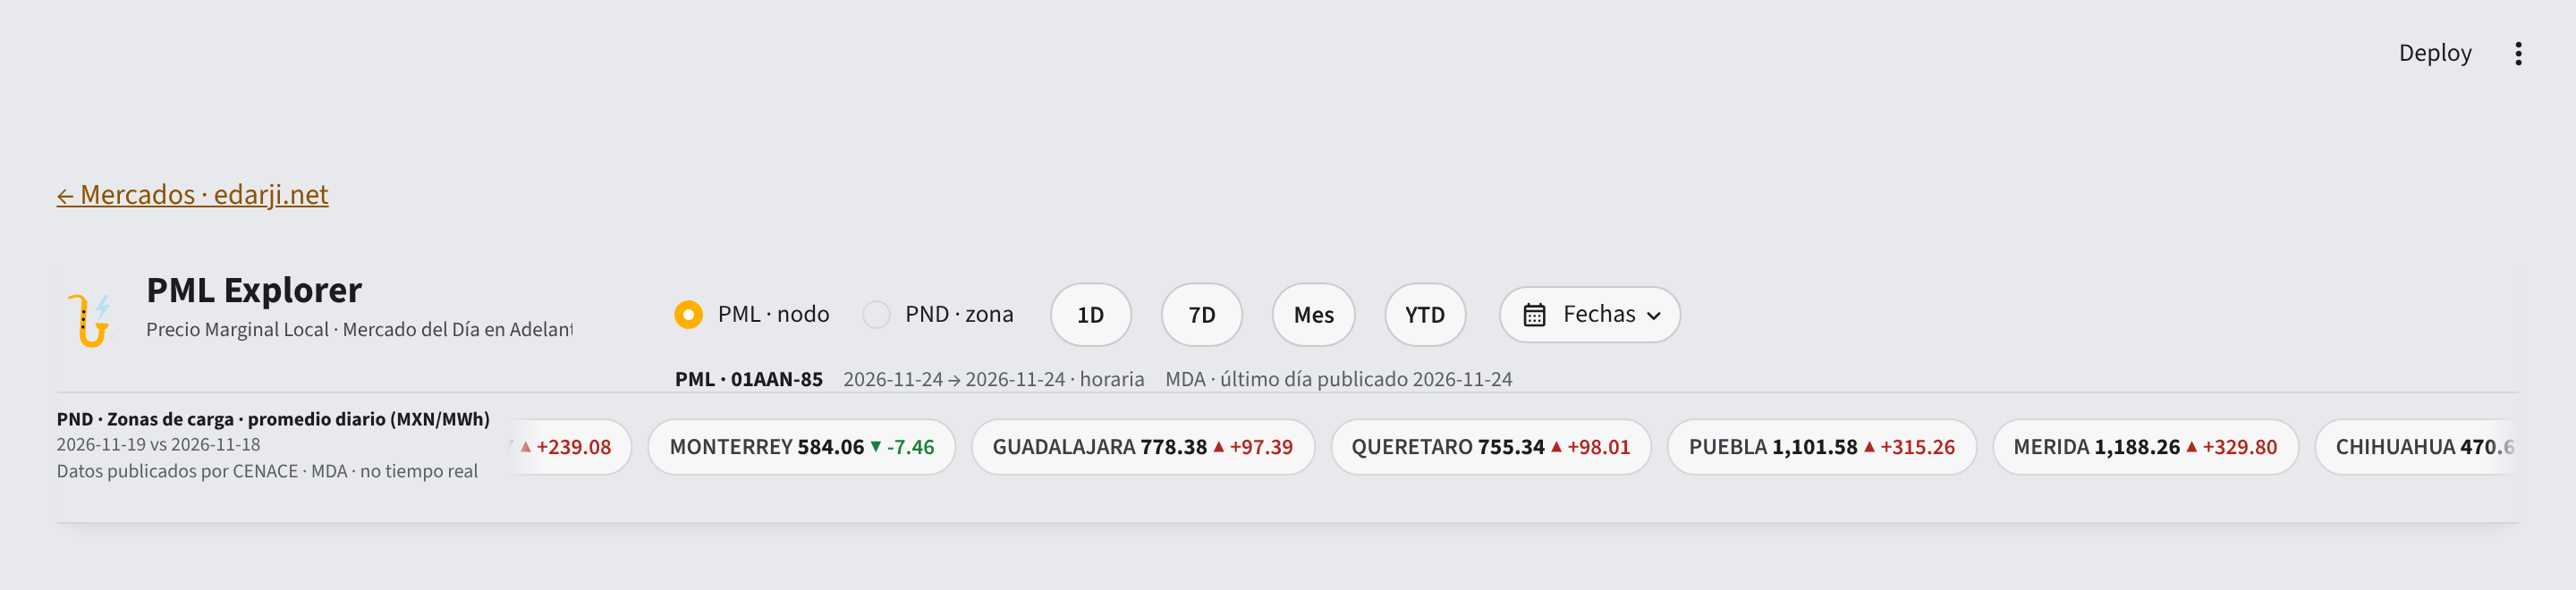 Deploy
← Mercados · edarji.net
PML Explorer
Precio Marginal Local · Mercado del Día en Adelant
PML · nodo PND · zona 1D 7D Mes YTD Fechas
PML · 01AAN-85 2026-11-24 → 2026-11-24 · horaria MDA · último día publicado 2026-11-24
PND · Zonas de carga · promedio diario (MXN/MWh)
2026-11-19 vs 2026-11-18
Datos publicados por CENACE · MDA · no tiempo real
▲ +239.08 MONTERREY 584.06 ▼ -7.46 GUADALAJARA 778.38 ▲ +97.39 QUERETARO 755.34 ▲ +98.01 PUEBLA 1,101.58 ▲ +315.26 MERIDA 1,188.26 ▲ +329.80 CHIHUAHUA 470.6